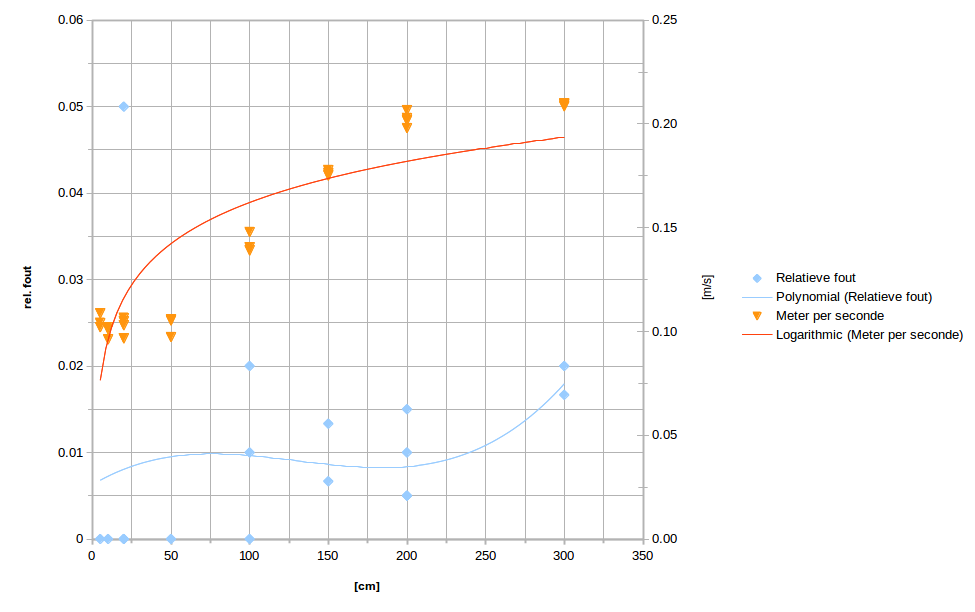 0.06
0.05
0.04
0.03
0.02
0.01
0
rel. fout
0.25
0.20
0.15
0.10
0.05
0.00
[m/s]
0 50 100 150 200 250 300 350
[cm]
Relatieve fout
Polynomial (Relatieve fout)
Meter per seconde
Logarithmic (Meter per seconde)